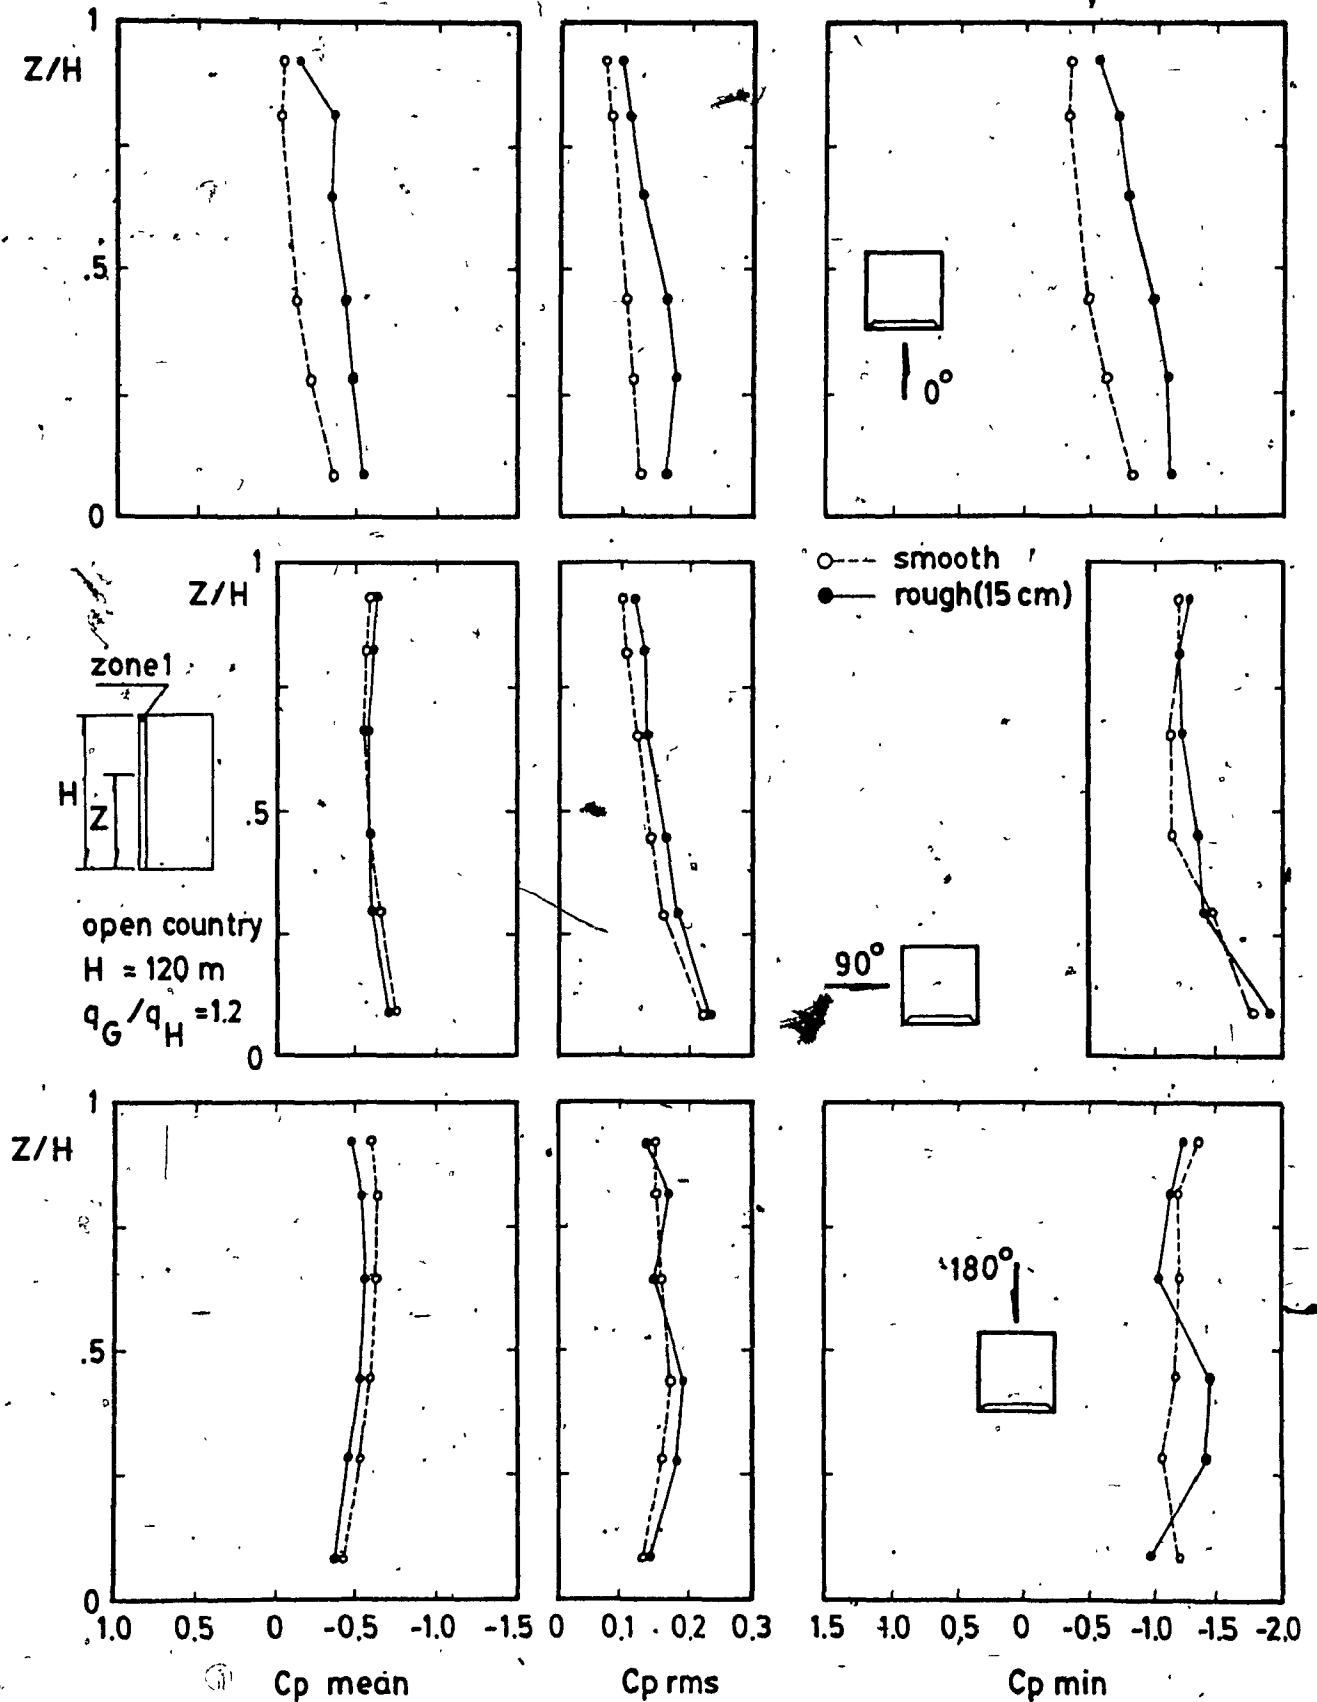 1
Z/H
.5
0
0°
smooth
rough(15 cm)
1
Z/H
.5
0
zone1
H
Z
open country
H = 120 m
qG/qH =1.2
90°
1
Z/H
.5
0
180°
1.0 0.5 0 -0.5 -1.0 -1.5
0 0.1 0.2 0.3
1.5 1.0 0,5 0 -0.5 -1.0 -1.5 -2.0
Cp mean
Cp rms
Cp min